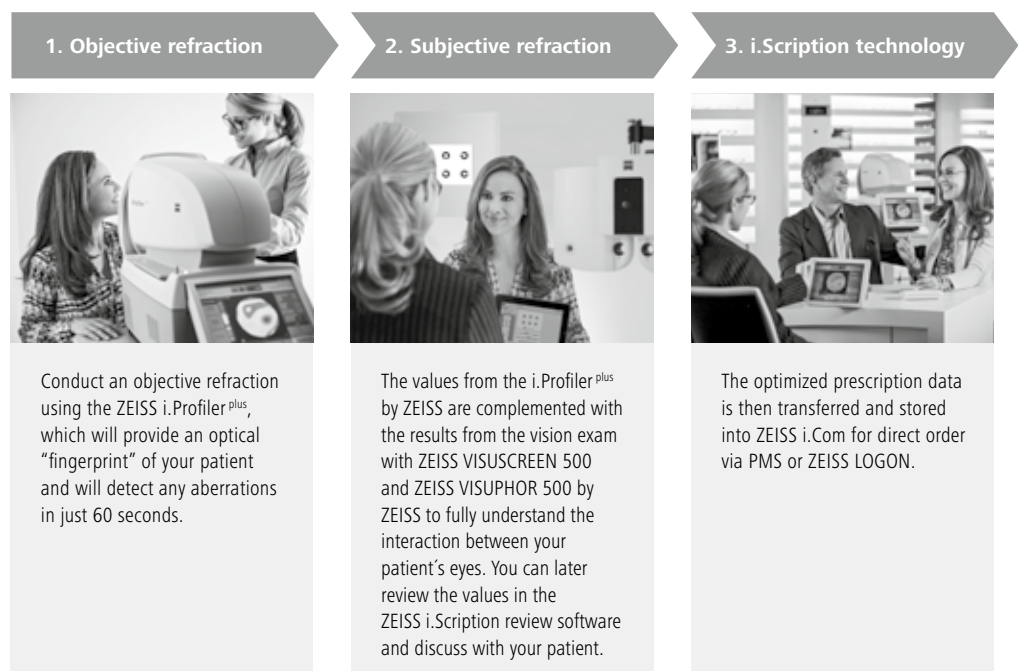 1. Objective refraction
Conduct an objective refraction
using the ZEISS i.Profiler plus,
which will provide an optical
“fingerprint” of your patient
and will detect any aberrations
in just 60 seconds.
2. Subjective refraction
The values from the i.Profiler plus
by ZEISS are complemented with
the results from the vision exam
with ZEISS VISUSCREEN 500
and ZEISS VISUPHOR 500 by
ZEISS to fully understand the
interaction between your
patient´s eyes. You can later
review the values in the
ZEISS i.Scription review software
and discuss with your patient.
3. i.Scription technology
The optimized prescription data
is then transferred and stored
into ZEISS i.Com for direct order
via PMS or ZEISS LOGON.